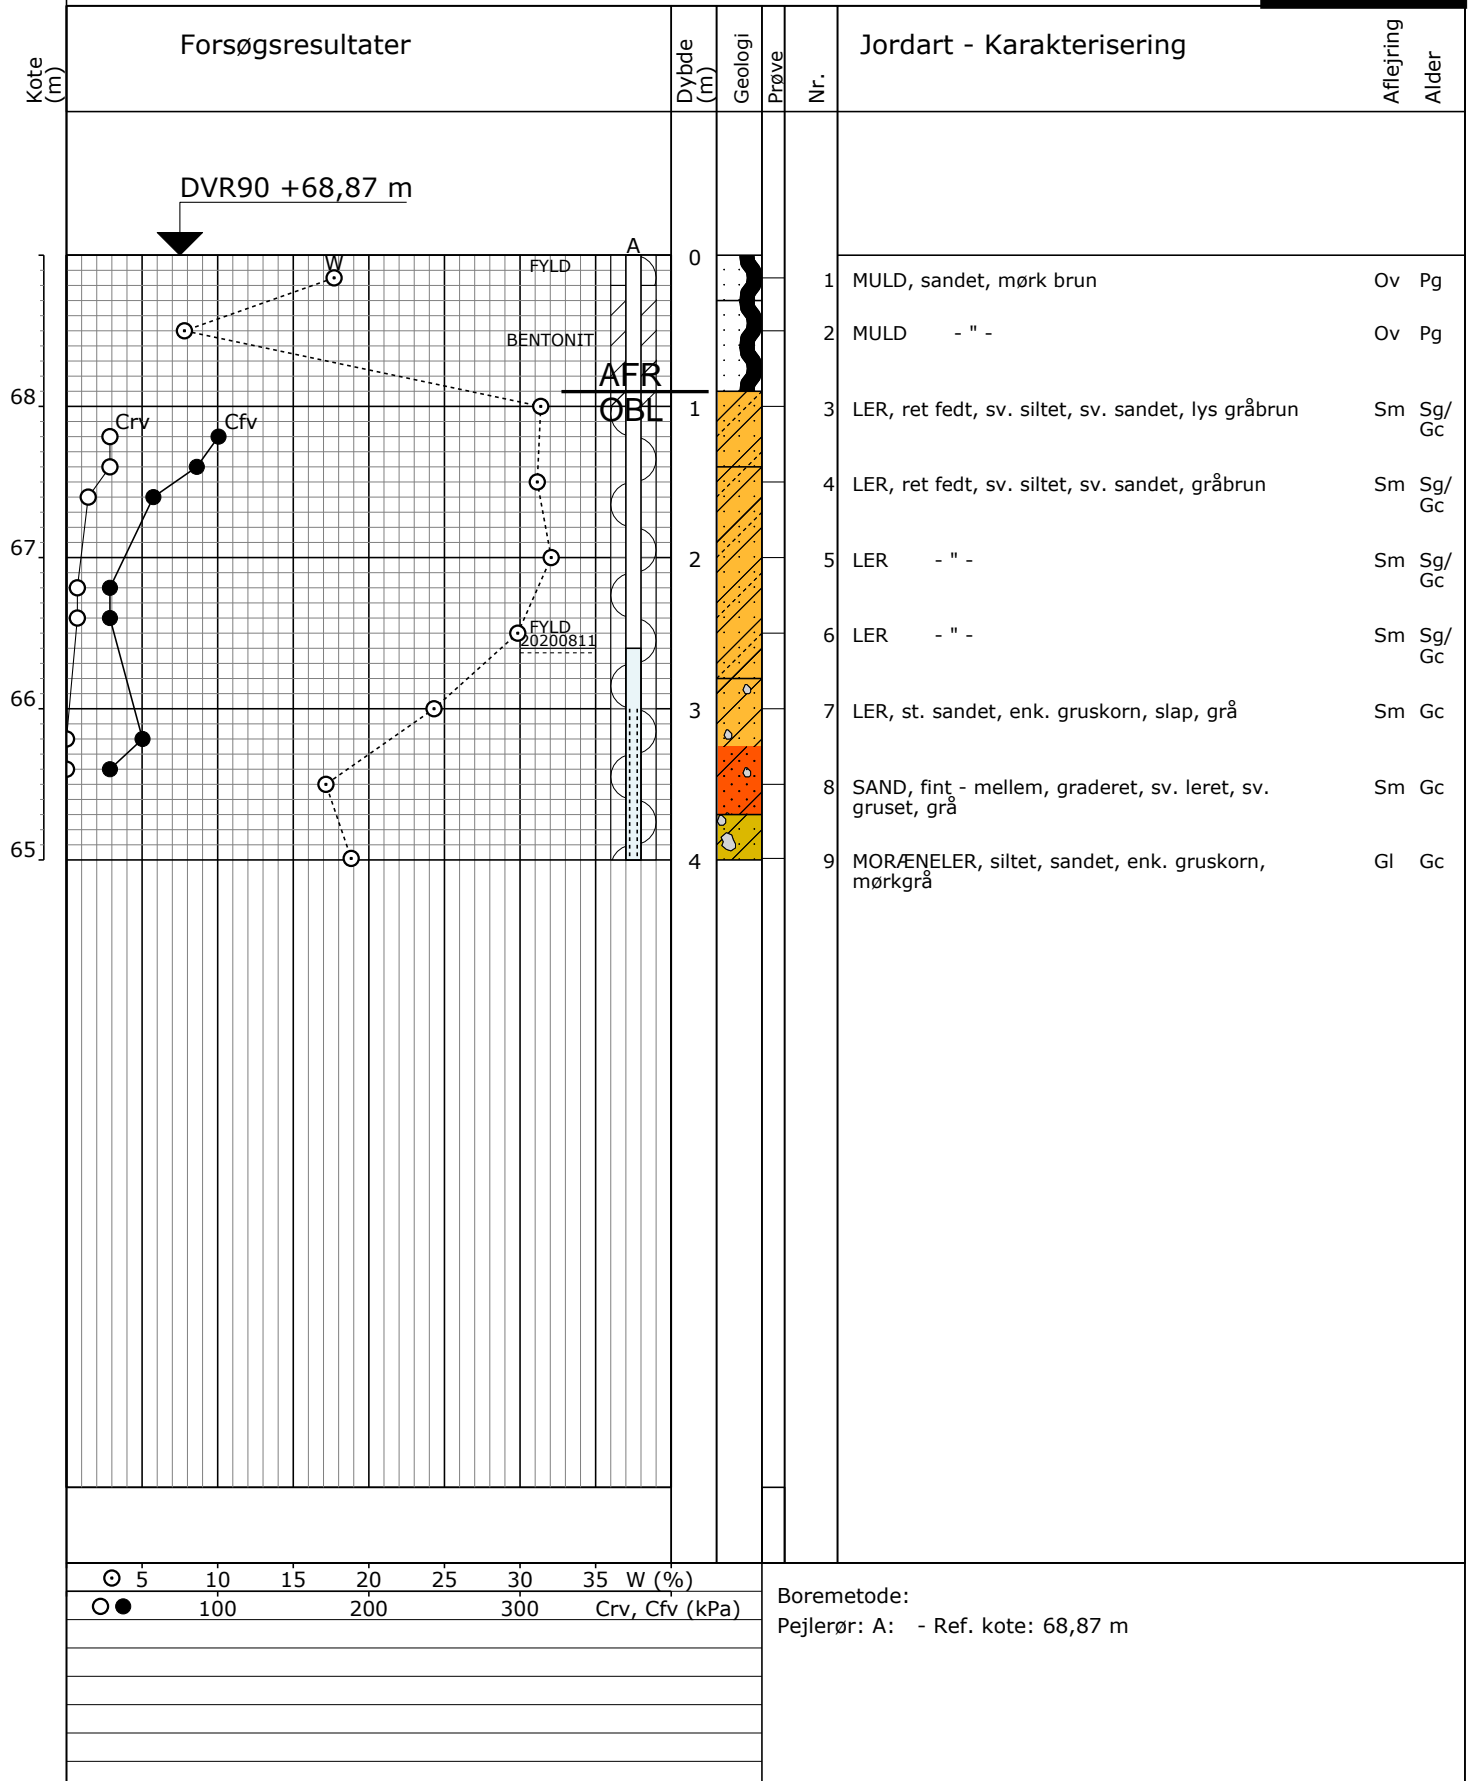 Kote (m)
Forsøgsresultater
Dybde (m)
Geologi
Prøve
Nr.
Jordart - Karakterisering
Aflejring
Alder
DVR90 +68,87 m
A
W
FYLD
0
1 MULD, sandet, mørk brun Ov Pg
BENTONIT
2 MULD - " - Ov Pg
AFR
OBL
68
1
3 LER, ret fedt, sv. siltet, sv. sandet, lys gråbrun Sm Sg/
Gc
Crv
Cfv
4 LER, ret fedt, sv. siltet, sv. sandet, gråbrun Sm Sg/
Gc
67
2
5 LER - " - Sm Sg/
Gc
FYLD
20200811
6 LER - " - Sm Sg/
Gc
66
3
7 LER, st. sandet, enk. gruskorn, slap, grå Sm Gc
8 SAND, fint - mellem, graderet, sv. leret, sv. Sm Gc
gruset, grå
65
4
9 MORÆNELER, siltet, sandet, enk. gruskorn, Gl Gc
mørkgrå
5 10 15 20 25 30 35 W (%)
100 200 300 Crv, Cfv (kPa)
Boremetode:
Pejlerør: A: - Ref. kote: 68,87 m